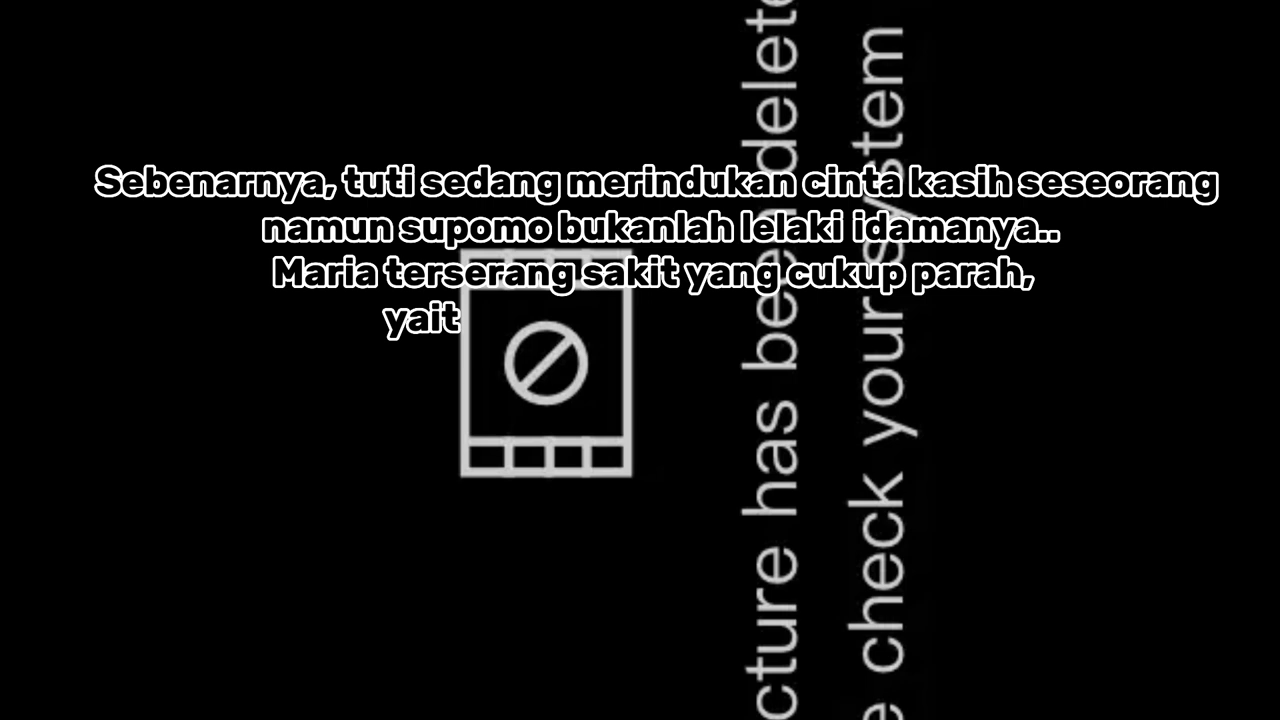 Sebenarnya, tuti sedang merindukan cinta kasih seseorang
namun supomo bukanlah lelaki idamanya..
Maria terserang sakit yang cukup parah,
yait
cture has been delete
e check your system